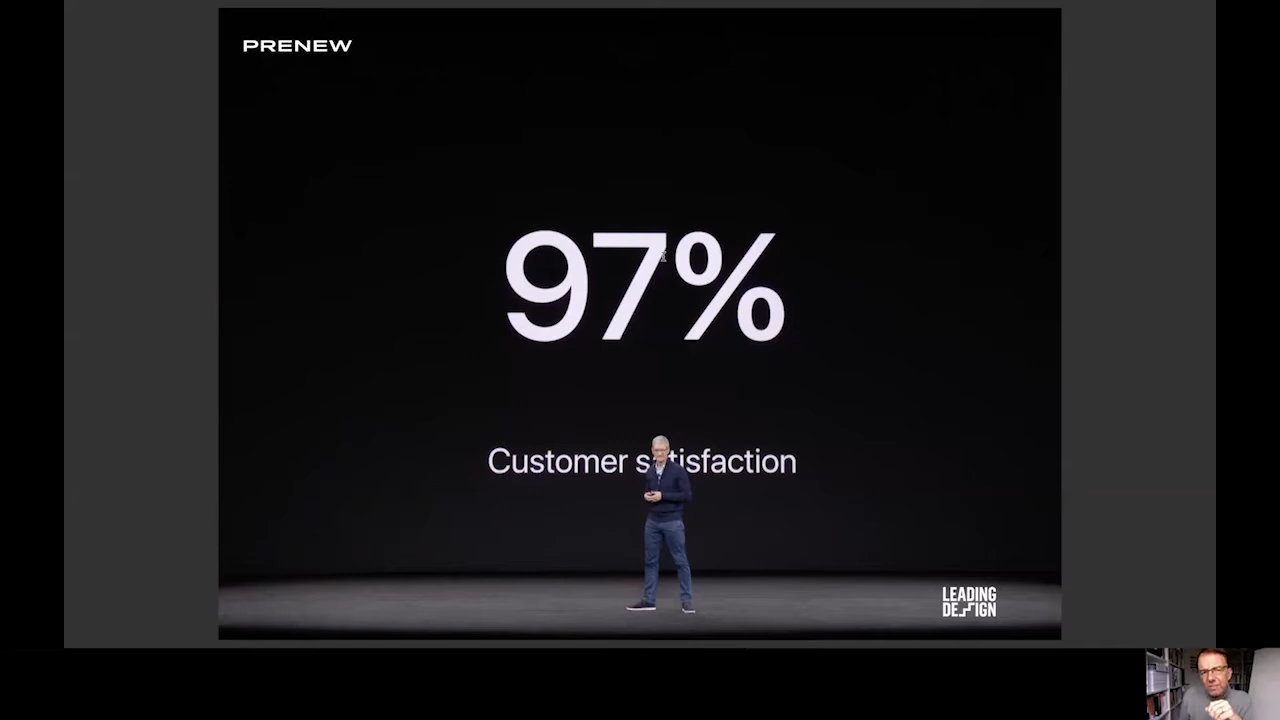 PRENEW
97%
Customer satisfaction
LEADING
DESIGN